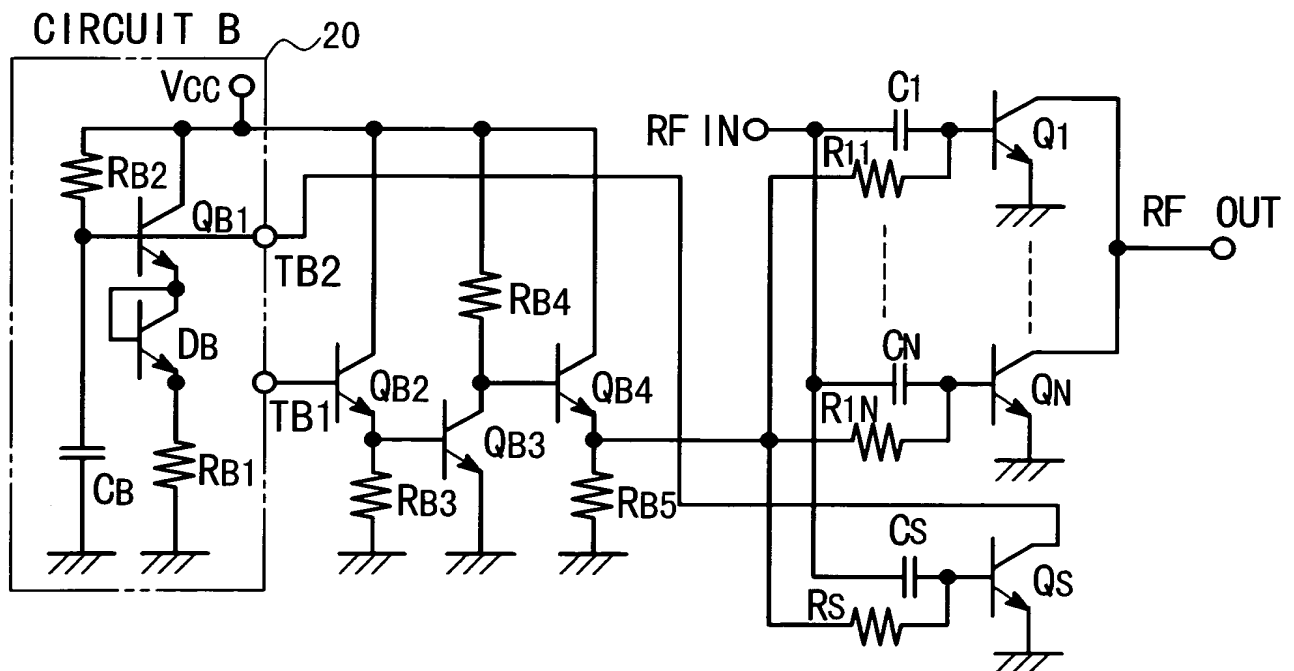 CIRCUIT B
20
VCC
RB2
QB1
TB2
DB
RB1
CB
TB1
QB2
RB3
QB3
RB4
QB4
RB5
RF IN
C1
R11
Q1
RF OUT
CN
R1N
QN
CS
RS
QS